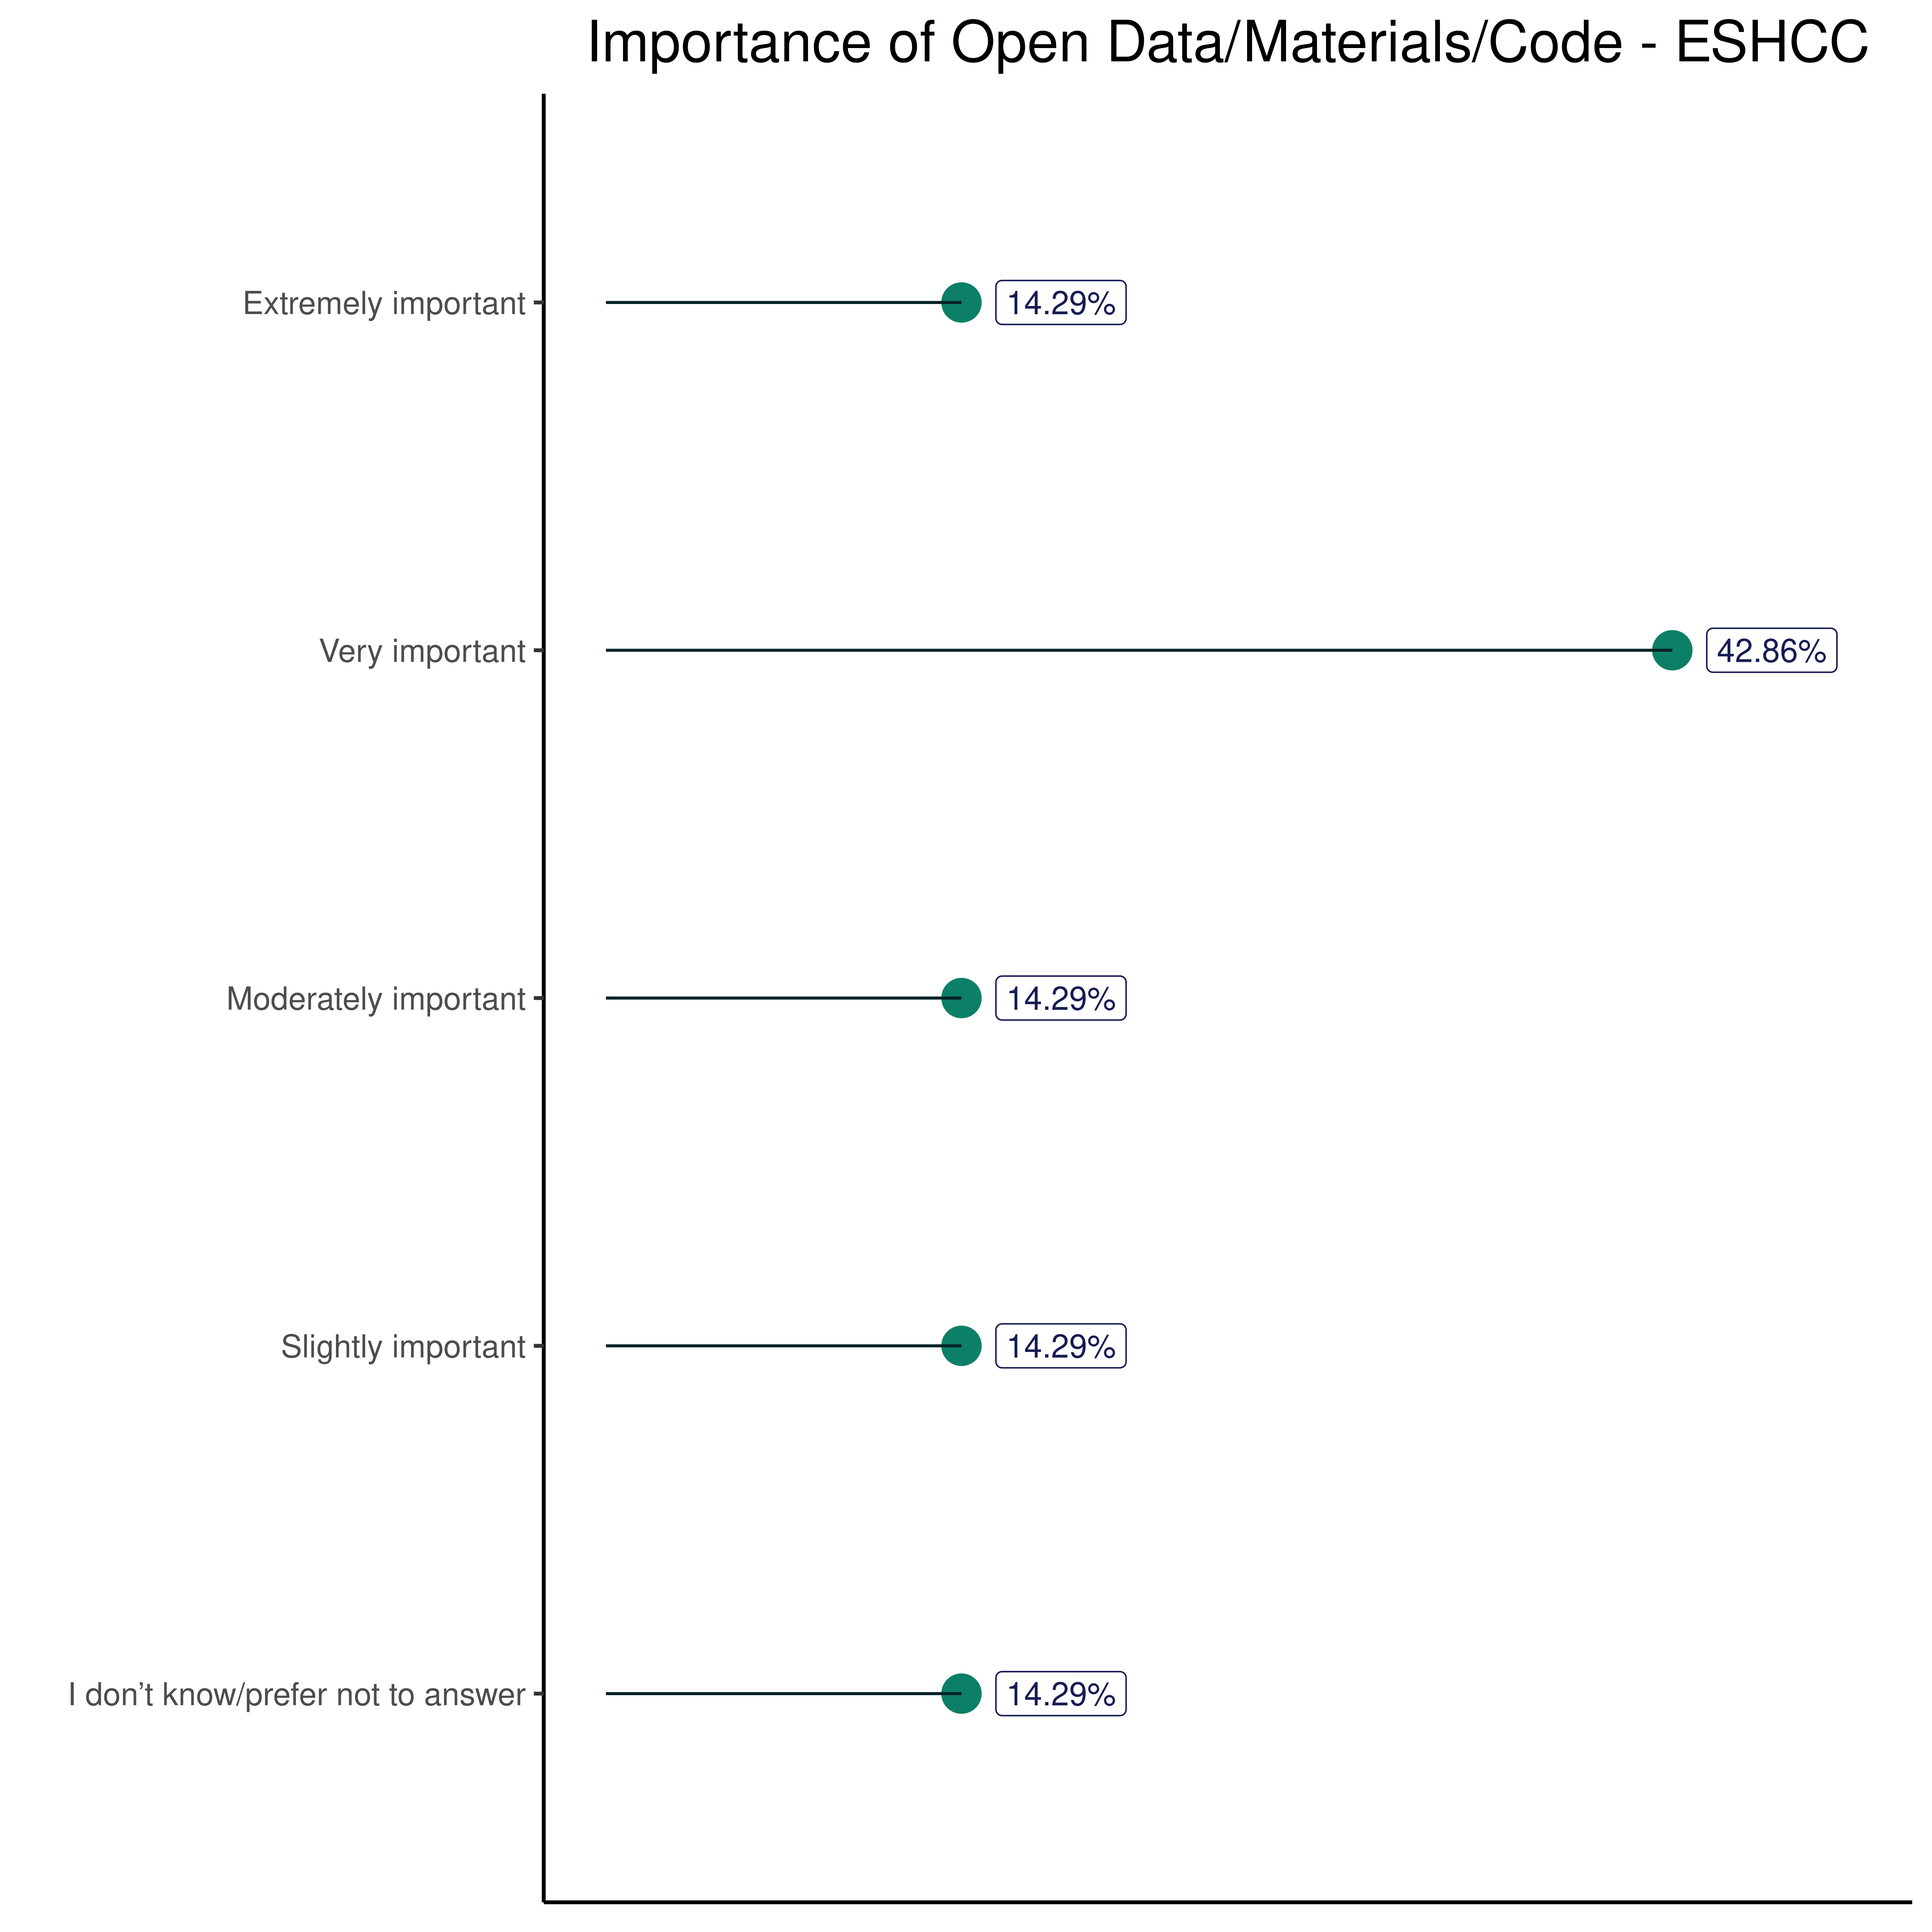 Importance of Open Data/Materials/Code - ESHCC
Extremely important 14.29%
Very important 42.86%
Moderately important 14.29%
Slightly important 14.29%
I don’t know/prefer not to answer 14.29%